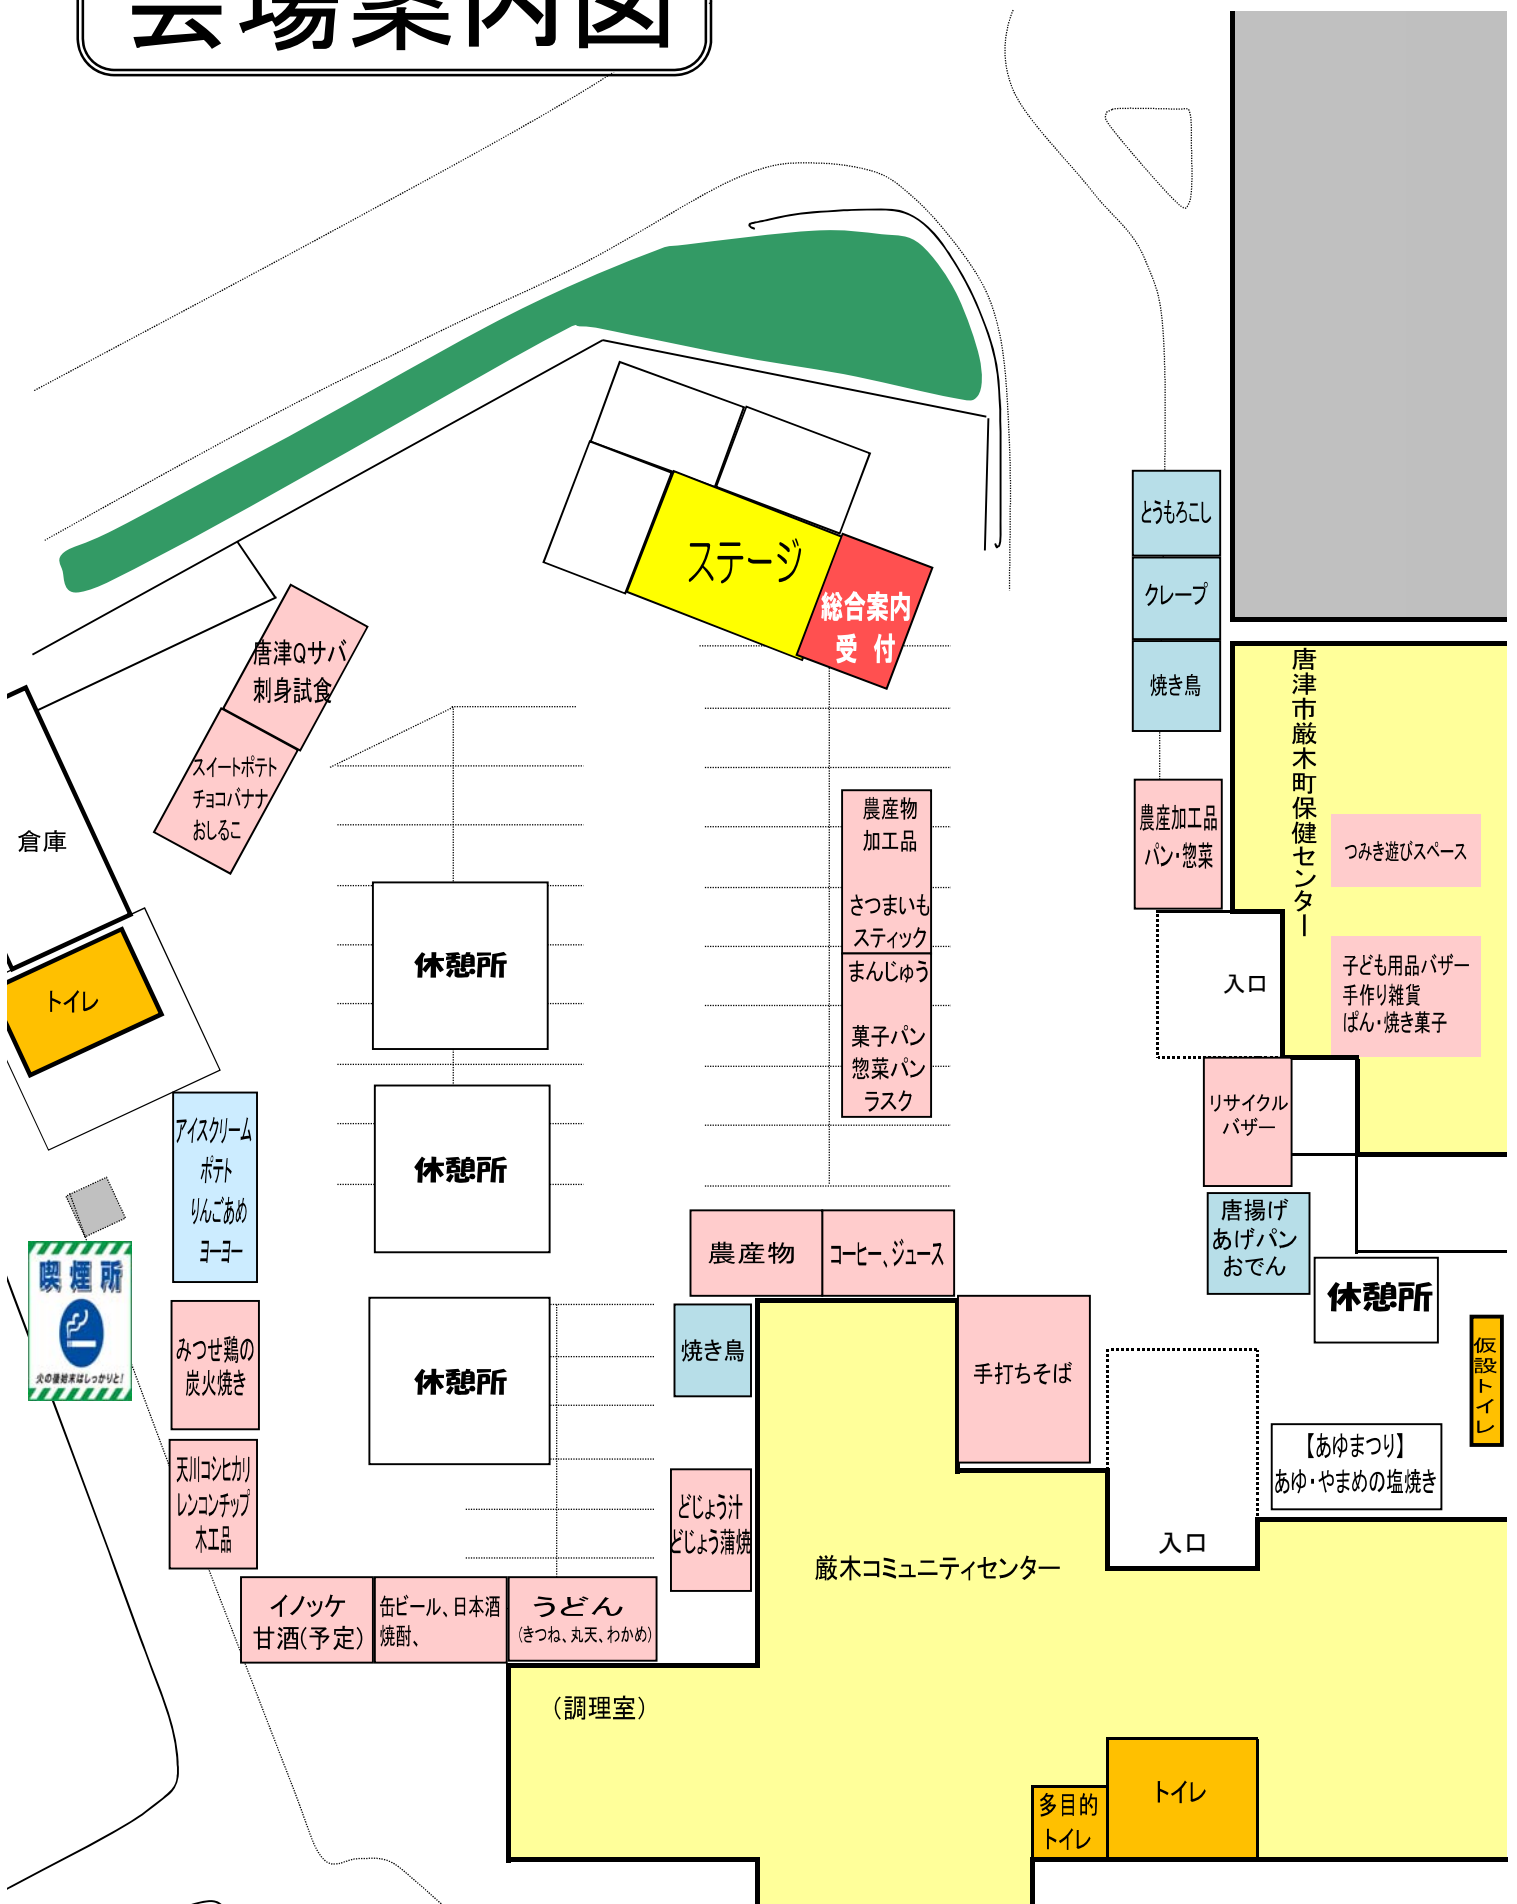 会場案内図
ステージ
総合案内
受 付
とうもろこし
クレープ
焼き鳥
唐津Qサバ
刺身試食
スイートポテト
チョコバナナ
おしるこ
倉庫
トイレ
農産物
加工品
さつまいも
スティック
まんじゅう
菓子パン
惣菜パン
ラスク
農産加工品
パン・惣菜
唐津市厳木町保健センター
つみき遊びスペース
子ども用品バザー
手作り雑貨
ぱん・焼き菓子
入口
休憩所
休憩所
休憩所
リサイクル
バザー
アイスクリーム
ポテト
りんごあめ
ヨーヨー
喫煙所
火の後始末はしっかりと!
農産物
コーヒー、ジュース
唐揚げ
あげパン
おでん
休憩所
仮設トイレ
みつせ鶏の
炭火焼き
焼き鳥
手打ちそば
【あゆまつり】
あゆ・やまめの塩焼き
天川コシヒカリ
レンコンチップ
木工品
どじょう汁
どじょう蒲焼
入口
厳木コミュニティセンター
イノッケ
甘酒(予定)
缶ビール、日本酒
焼酎、
うどん
(きつね、丸天、わかめ)
(調理室)
トイレ
多目的
トイレ